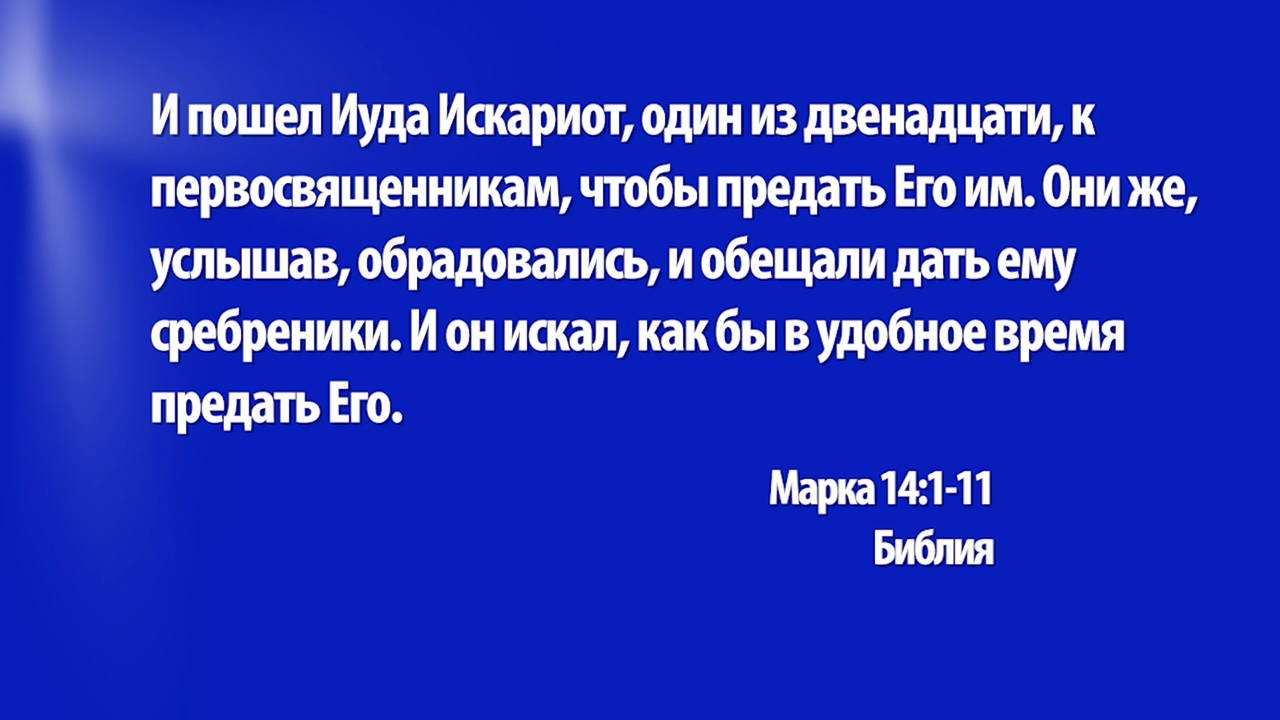 И пошел Иуда Искариот, один из двенадцати, к
первосвященникам, чтобы предать Его им. Они же,
услышав, обрадовались, и обещали дать ему
сребреники. И он искал, как бы в удобное время
предать Его.
Марка 14:1-11
Библия